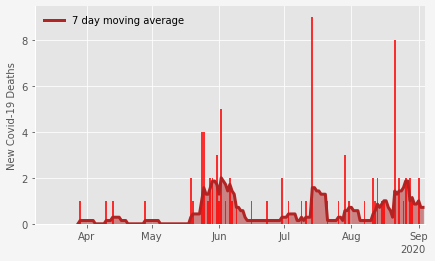 7 day moving average
New Covid-19 Deaths
8
6
4
2
0
Apr
May
Jun
Jul
Aug
Sep
2020